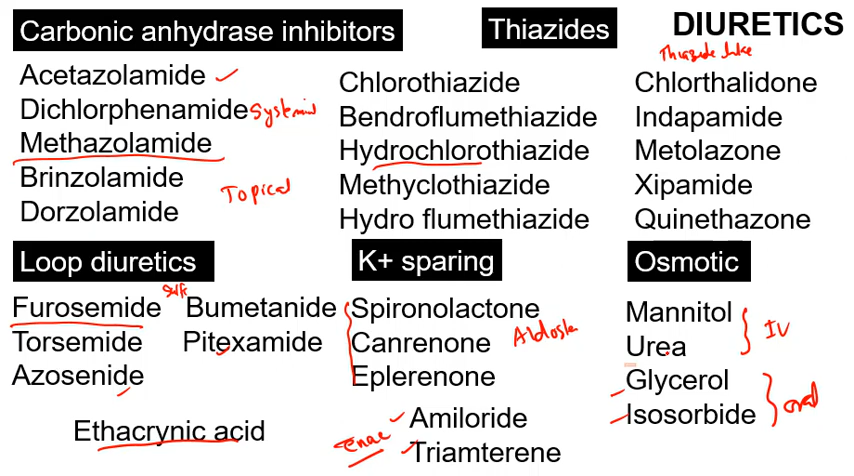 DIURETICS
Carbonic anhydrase inhibitors
Acetazolamide
Dichlorphenamide Systemic
Methazolamide
Brinzolamide
Topical
Dorzolamide
Thiazides
Chlorothiazide
Bendroflumethiazide
Hydrochlorothiazide
Methyclothiazide
Hydro flumethiazide
Thiazide like
Chlorthalidone
Indapamide
Metolazone
Xipamide
Quinethazone
Loop diuretics
Furosemide Bumetanide
Torsemide Pitexamide
Azosenide
Ethacrynic acid
K+ sparing
Spironolactone
Canrenone
Eplerenone
Amiloride
Enac
Triamterene
Osmotic
Mannitol
IV
Urea
Glycerol
oral
Isosorbide